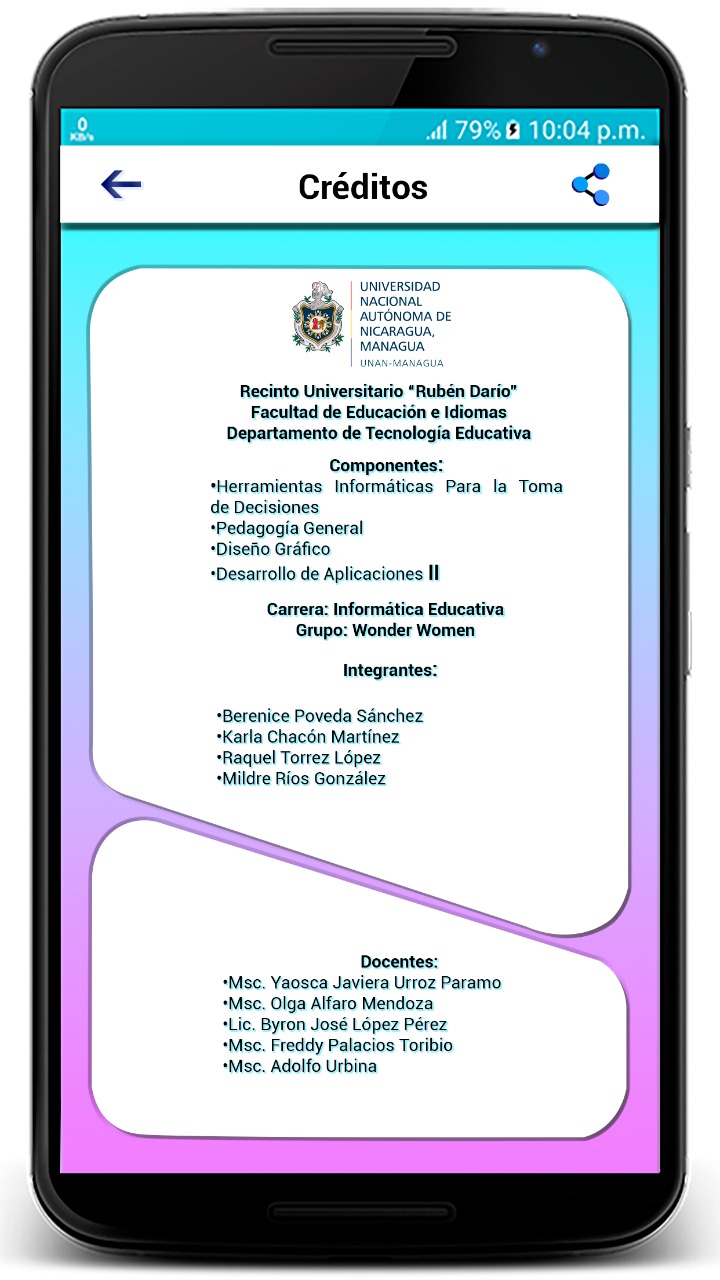 0
KB/s
79% 10:04 p.m.
Créditos
UNIVERSIDAD
NACIONAL
AUTÓNOMA DE
NICARAGUA,
MANAGUA
UNAN-MANAGUA
Recinto Universitario “Rubén Darío”
Facultad de Educación e Idiomas
Departamento de Tecnología Educativa
Componentes:
•Herramientas Informáticas Para la Toma
de Decisiones
•Pedagogía General
•Diseño Gráfico
•Desarrollo de Aplicaciones II
Carrera: Informática Educativa
Grupo: Wonder Women
Integrantes:
•Berenice Poveda Sánchez
•Karla Chacón Martínez
•Raquel Torrez López
•Mildre Ríos González
Docentes:
•Msc. Yaosca Javiera Urroz Paramo
•Msc. Olga Alfaro Mendoza
•Lic. Byron José López Pérez
•Msc. Freddy Palacios Toribio
•Msc. Adolfo Urbina